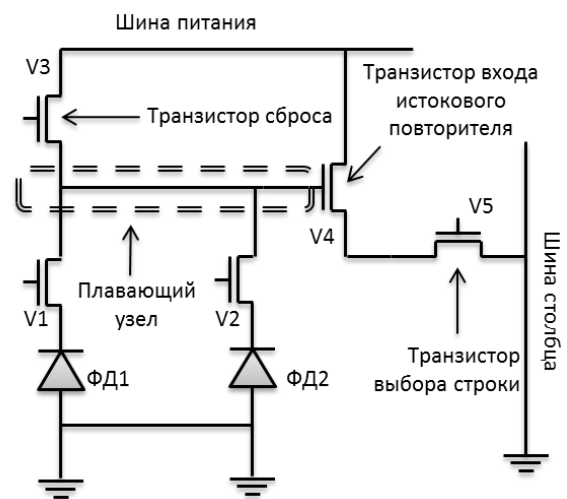 Шина питания
V3
Транзистор сброса
Транзистор входа
истокового
повторителя
V5
V4
V1
Плавающий
узел
V2
Транзистор
выбора строки
Шина столбца
ФД1
ФД2